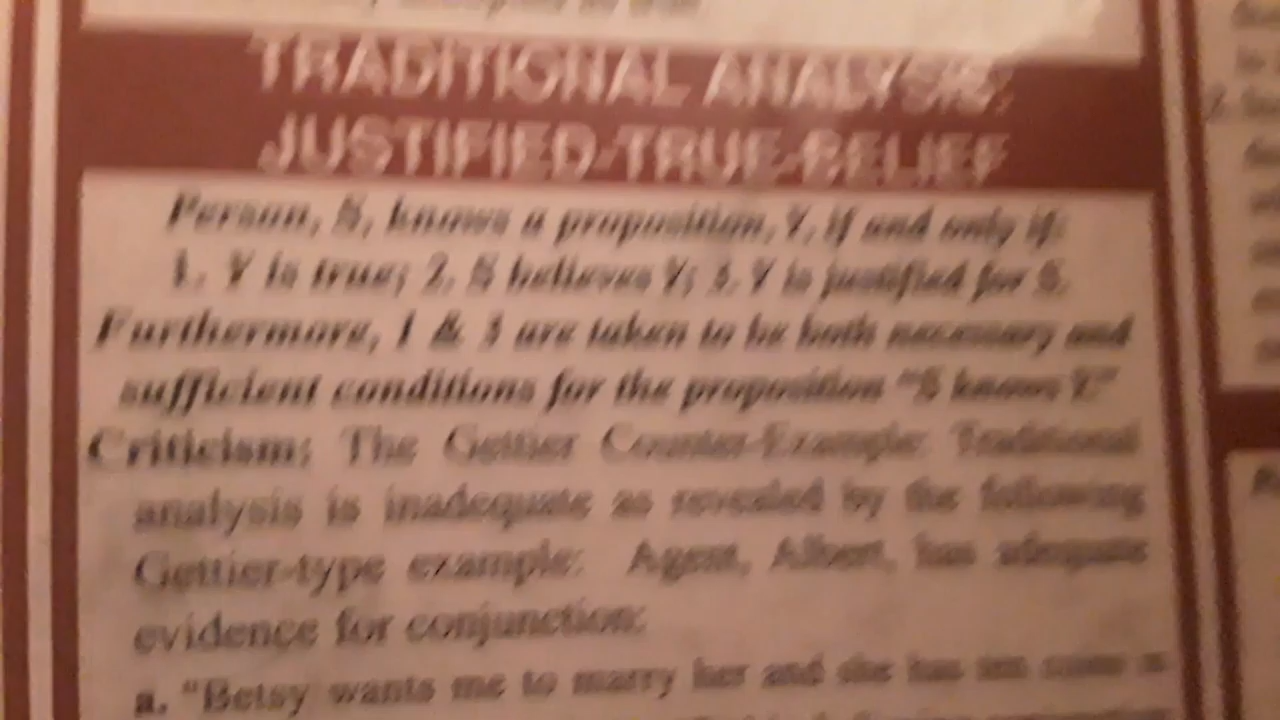 TRADITIONAL ANALYSIS:
JUSTIFIED-TRUE-BELIEF
Person, S, knows a proposition, Y, if and only if:
1. Y is true; 2. S believes Y; 3. Y is justified for S.
Furthermore, 1 & 3 are taken to be both necessary and
sufficient conditions for the proposition "S knows Y."
Criticism: The Gettier Counter-Example: Traditional
analysis is inadequate as revealed by the following
Gettier-type example: Agent, Albert, has adequate
evidence for conjunction:
a. "Betsy wants me to marry her and she has ten coins